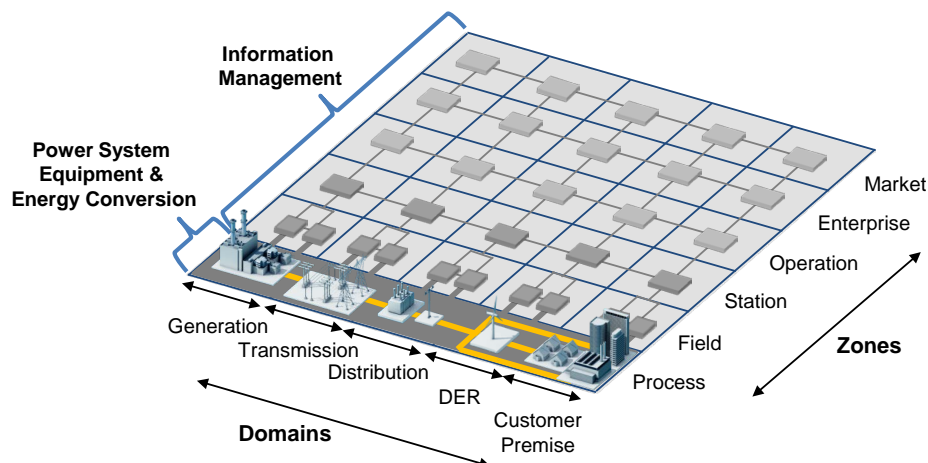 Information
Management
Power System
Equipment &
Energy Conversion
Market
Enterprise
Operation
Station
Field
Process
Zones
Generation
Transmission
Distribution
DER
Customer
Premise
Domains